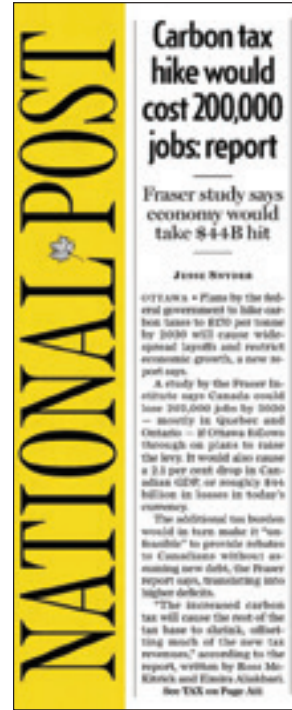 NATIONAL POST
Carbon tax
hike would
cost 200,000
jobs: report
Fraser study says
economy would
take $44B hit
JESSE SNYDER
OTTAWA • Plans by the fed-
eral government to hike car-
bon taxes to $170 per tonne
by 2030 will cause wide-
spread layoffs and restrict
economic growth, a new re-
port says.
A study by the Fraser In-
stitute says Canada could
lose 200,000 jobs by 2030
— mostly in Quebec and
Ontario — if Ottawa follows
through on plans to raise
the levy. It would also cause
a 2.5 per cent drop in Can-
adian GDP, or roughly $44
billion in losses in today's
currency.
The additional tax burden
would in turn make it "un-
feasible" to provide rebates
to Canadians without as-
suming new debt, the Fraser
report says, translating into
higher deficits.
"The increased carbon
tax will cause the rest of the
tax base to shrink, offset-
ting much of the new tax
revenues," according to the
report, written by Ross Mc-
Kitrick and Elmira Aliakbari.
See TAX on Page A11